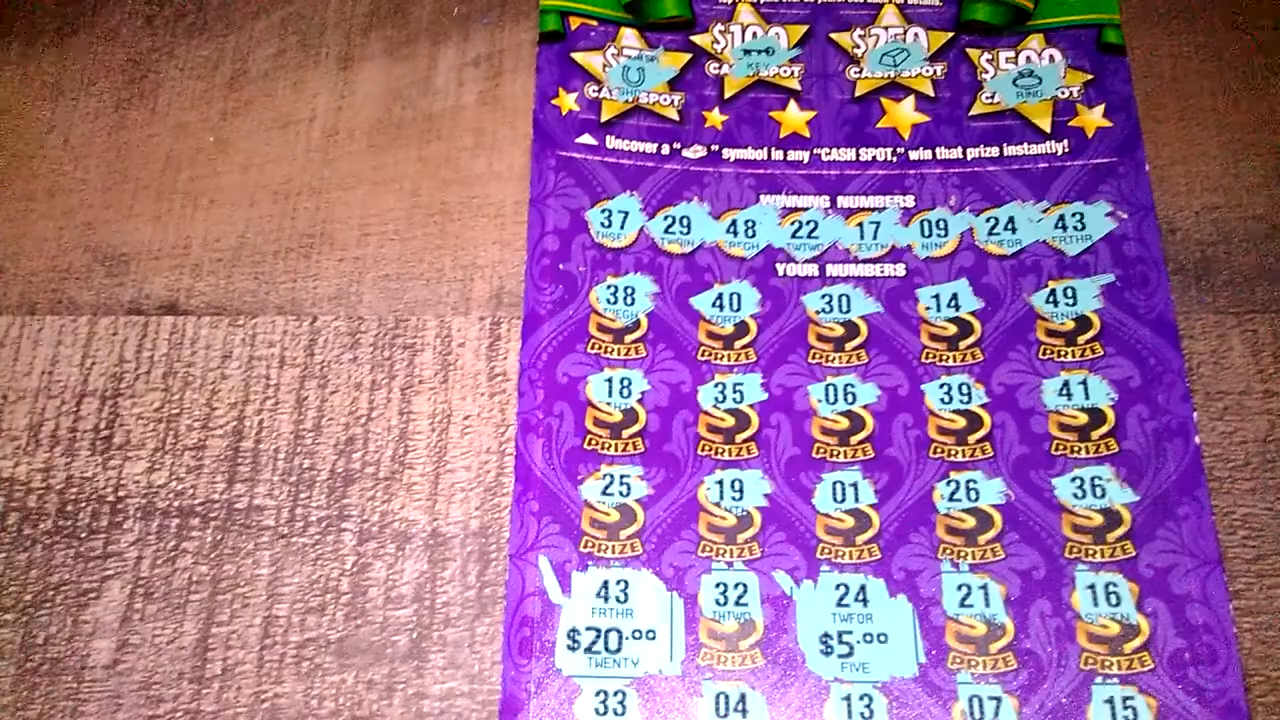 $100 $250
$75 KEY $500
CASH SPOT CASH SPOT CASH SPOT RING
Uncover a " " symbol in any "CASH SPOT," win that prize instantly!
WINNING NUMBERS
37 29 48 22 17 09 24 43
TWTWO NIN TWFOR FRTHR
YOUR NUMBERS
38 40 30 14 49
PRIZE PRIZE PRIZE PRIZE PRIZE
18 35 06 39 41
PRIZE PRIZE PRIZE PRIZE PRIZE
25 19 01 26 36
PRIZE PRIZE PRIZE PRIZE PRIZE
43 32 24 21 16
FRTHR THTWO TWFOR
$20.00 $5.00
TWENTY PRIZE FIVE PRIZE PRIZE
33 04 13 07 15